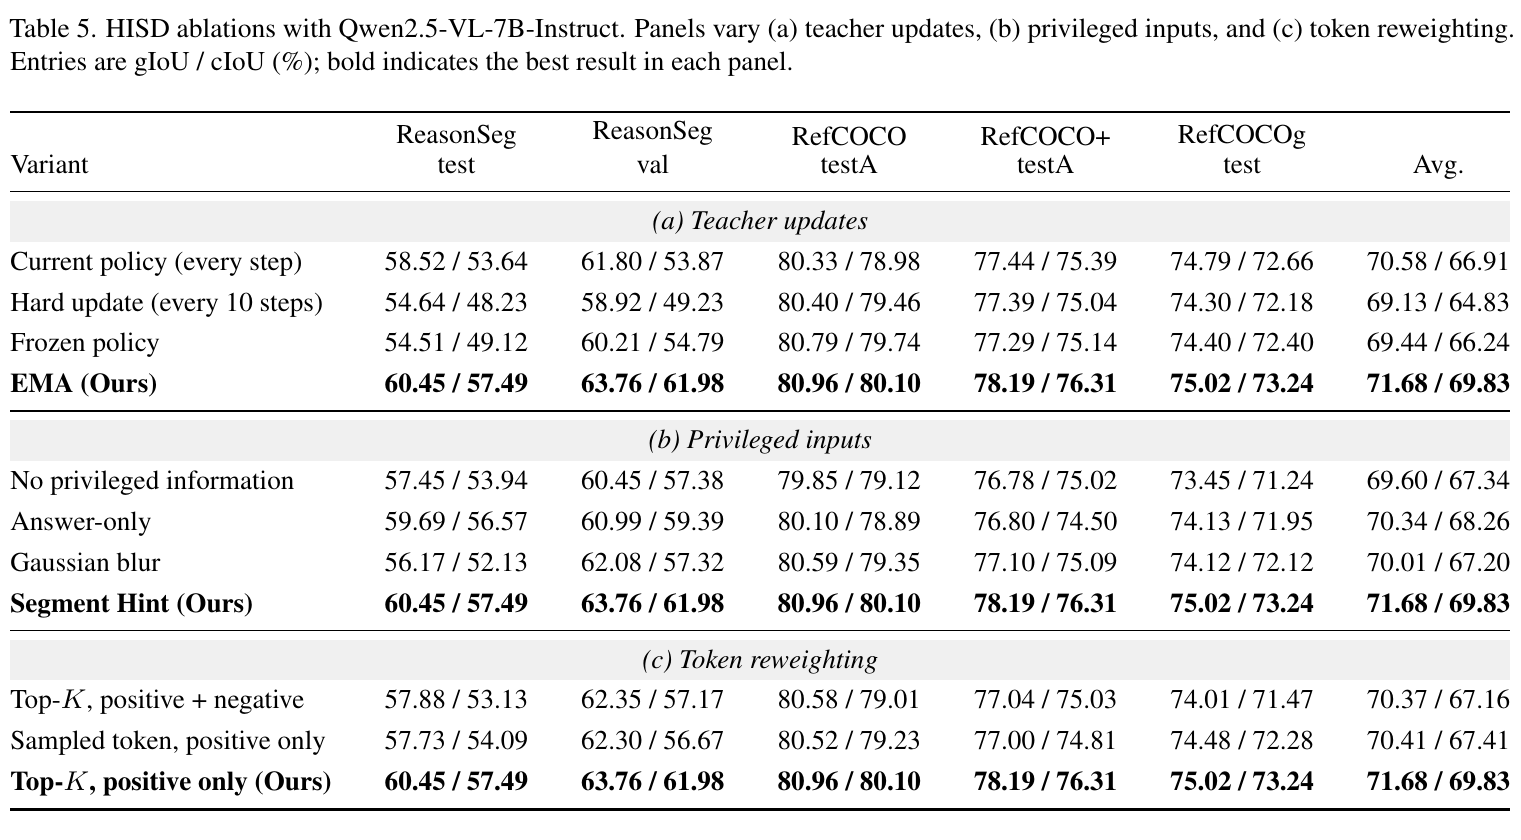 Table 5. HISD ablations with Qwen2.5-VL-7B-Instruct. Panels vary (a) teacher updates, (b) privileged inputs, and (c) token reweighting.
Entries are gIoU / cIoU (%); bold indicates the best result in each panel.
Variant ReasonSeg test ReasonSeg val RefCOCO testA RefCOCO+ testA RefCOCOg test Avg.
(a) Teacher updates
Current policy (every step) 58.52 / 53.64 61.80 / 53.87 80.33 / 78.98 77.44 / 75.39 74.79 / 72.66 70.58 / 66.91
Hard update (every 10 steps) 54.64 / 48.23 58.92 / 49.23 80.40 / 79.46 77.39 / 75.04 74.30 / 72.18 69.13 / 64.83
Frozen policy 54.51 / 49.12 60.21 / 54.79 80.79 / 79.74 77.29 / 75.14 74.40 / 72.40 69.44 / 66.24
EMA (Ours) 60.45 / 57.49 63.76 / 61.98 80.96 / 80.10 78.19 / 76.31 75.02 / 73.24 71.68 / 69.83
(b) Privileged inputs
No privileged information 57.45 / 53.94 60.45 / 57.38 79.85 / 79.12 76.78 / 75.02 73.45 / 71.24 69.60 / 67.34
Answer-only 59.69 / 56.57 60.99 / 59.39 80.10 / 78.89 76.80 / 74.50 74.13 / 71.95 70.34 / 68.26
Gaussian blur 56.17 / 52.13 62.08 / 57.32 80.59 / 79.35 77.10 / 75.09 74.12 / 72.12 70.01 / 67.20
Segment Hint (Ours) 60.45 / 57.49 63.76 / 61.98 80.96 / 80.10 78.19 / 76.31 75.02 / 73.24 71.68 / 69.83
(c) Token reweighting
Top-K, positive + negative 57.88 / 53.13 62.35 / 57.17 80.58 / 79.01 77.04 / 75.03 74.01 / 71.47 70.37 / 67.16
Sampled token, positive only 57.73 / 54.09 62.30 / 56.67 80.52 / 79.23 77.00 / 74.81 74.48 / 72.28 70.41 / 67.41
Top-K, positive only (Ours) 60.45 / 57.49 63.76 / 61.98 80.96 / 80.10 78.19 / 76.31 75.02 / 73.24 71.68 / 69.83